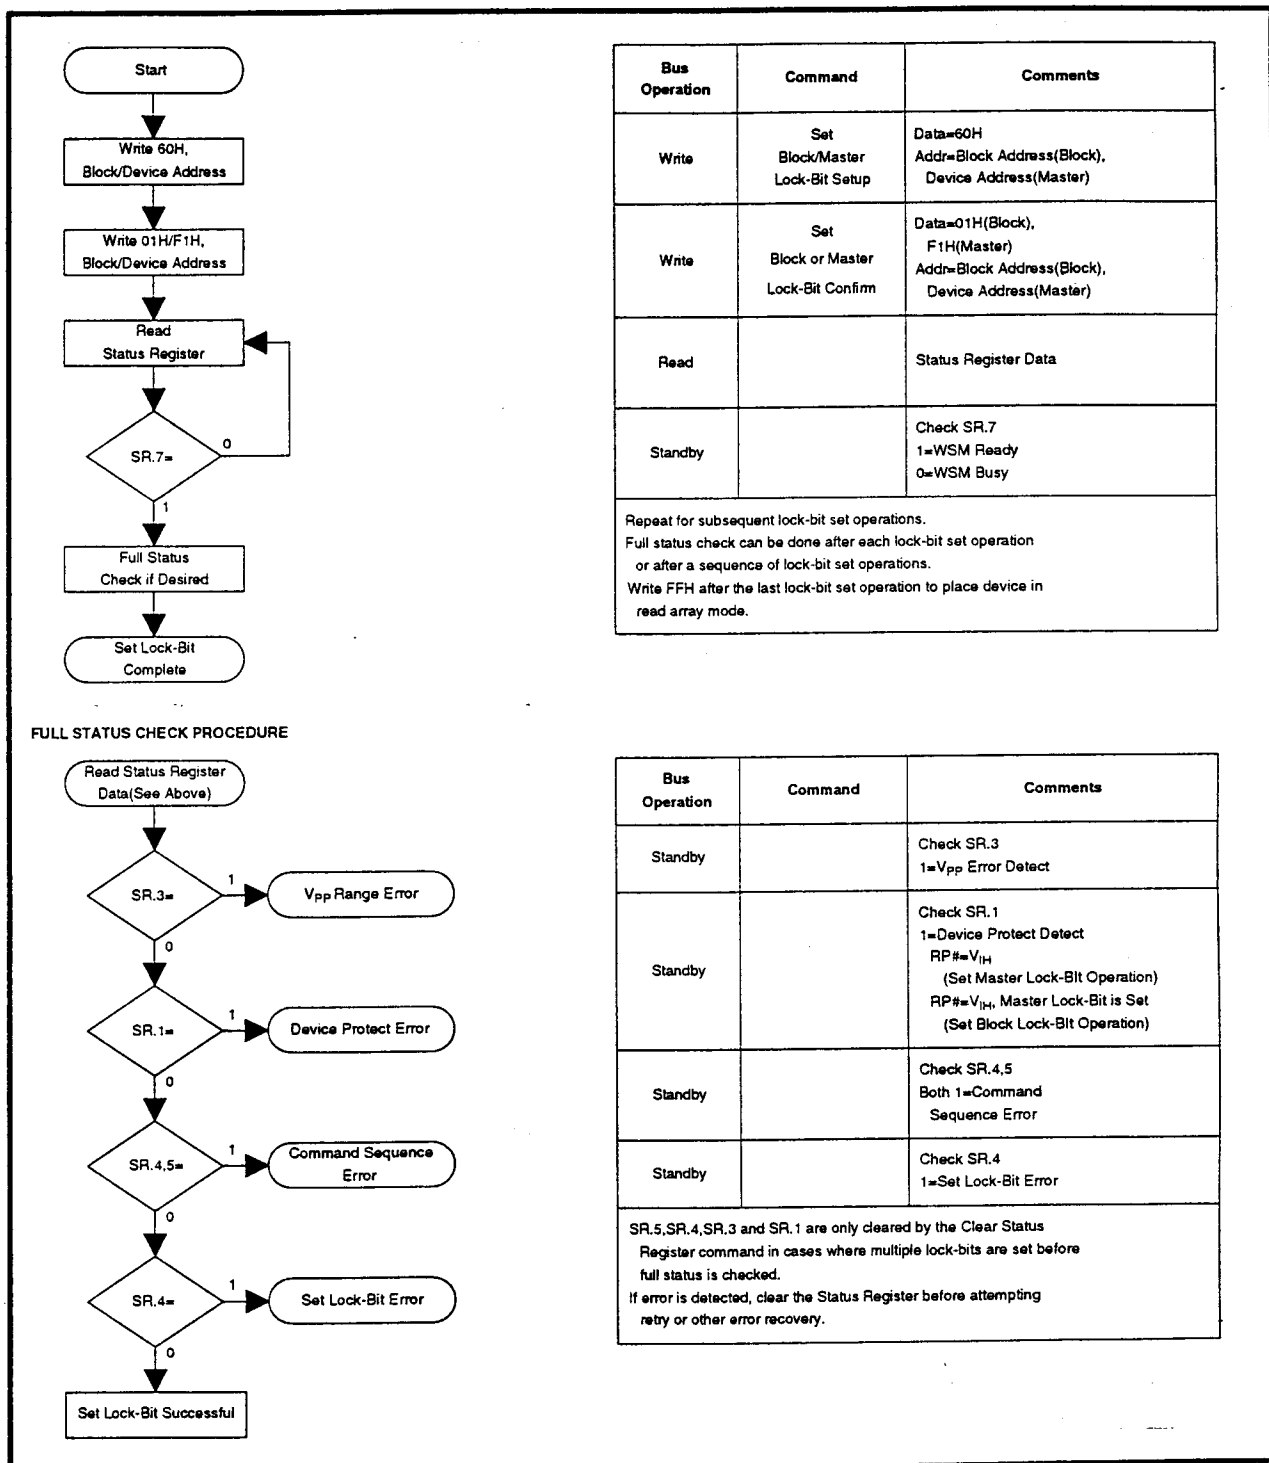 Start
Write 60H,
Block/Device Address
Write 01H/F1H,
Block/Device Address
Read
Status Register
SR.7=
0
1
Full Status
Check if Desired
Set Lock-Bit
Complete
Bus
Operation
Command
Comments
Write
Set
Block/Master
Lock-Bit Setup
Data=60H
Addr=Block Address(Block),
Device Address(Master)
Write
Set
Block or Master
Lock-Bit Confirm
Data=01H(Block),
F1H(Master)
Addr=Block Address(Block),
Device Address(Master)
Read
Status Register Data
Standby
Check SR.7
1=WSM Ready
0=WSM Busy
Repeat for subsequent lock-bit set operations.
Full status check can be done after each lock-bit set operation
or after a sequence of lock-bit set operations.
Write FFH after the last lock-bit set operation to place device in
read array mode.
FULL STATUS CHECK PROCEDURE
Read Status Register
Data(See Above)
SR.3=
1
VPP Range Error
0
SR.1=
1
Device Protect Error
0
SR.4,5=
1
Command Sequence
Error
0
SR.4=
1
Set Lock-Bit Error
0
Set Lock-Bit Successful
Bus
Operation
Command
Comments
Standby
Check SR.3
1=VPP Error Detect
Standby
Check SR.1
1=Device Protect Detect
RP#=VIH
(Set Master Lock-Bit Operation)
RP#=VIH, Master Lock-Bit is Set
(Set Block Lock-Bit Operation)
Standby
Check SR.4,5
Both 1=Command
Sequence Error
Standby
Check SR.4
1=Set Lock-Bit Error
SR.5,SR.4,SR.3 and SR.1 are only cleared by the Clear Status
Register command in cases where multiple lock-bits are set before
full status is checked.
If error is detected, clear the Status Register before attempting
retry or other error recovery.